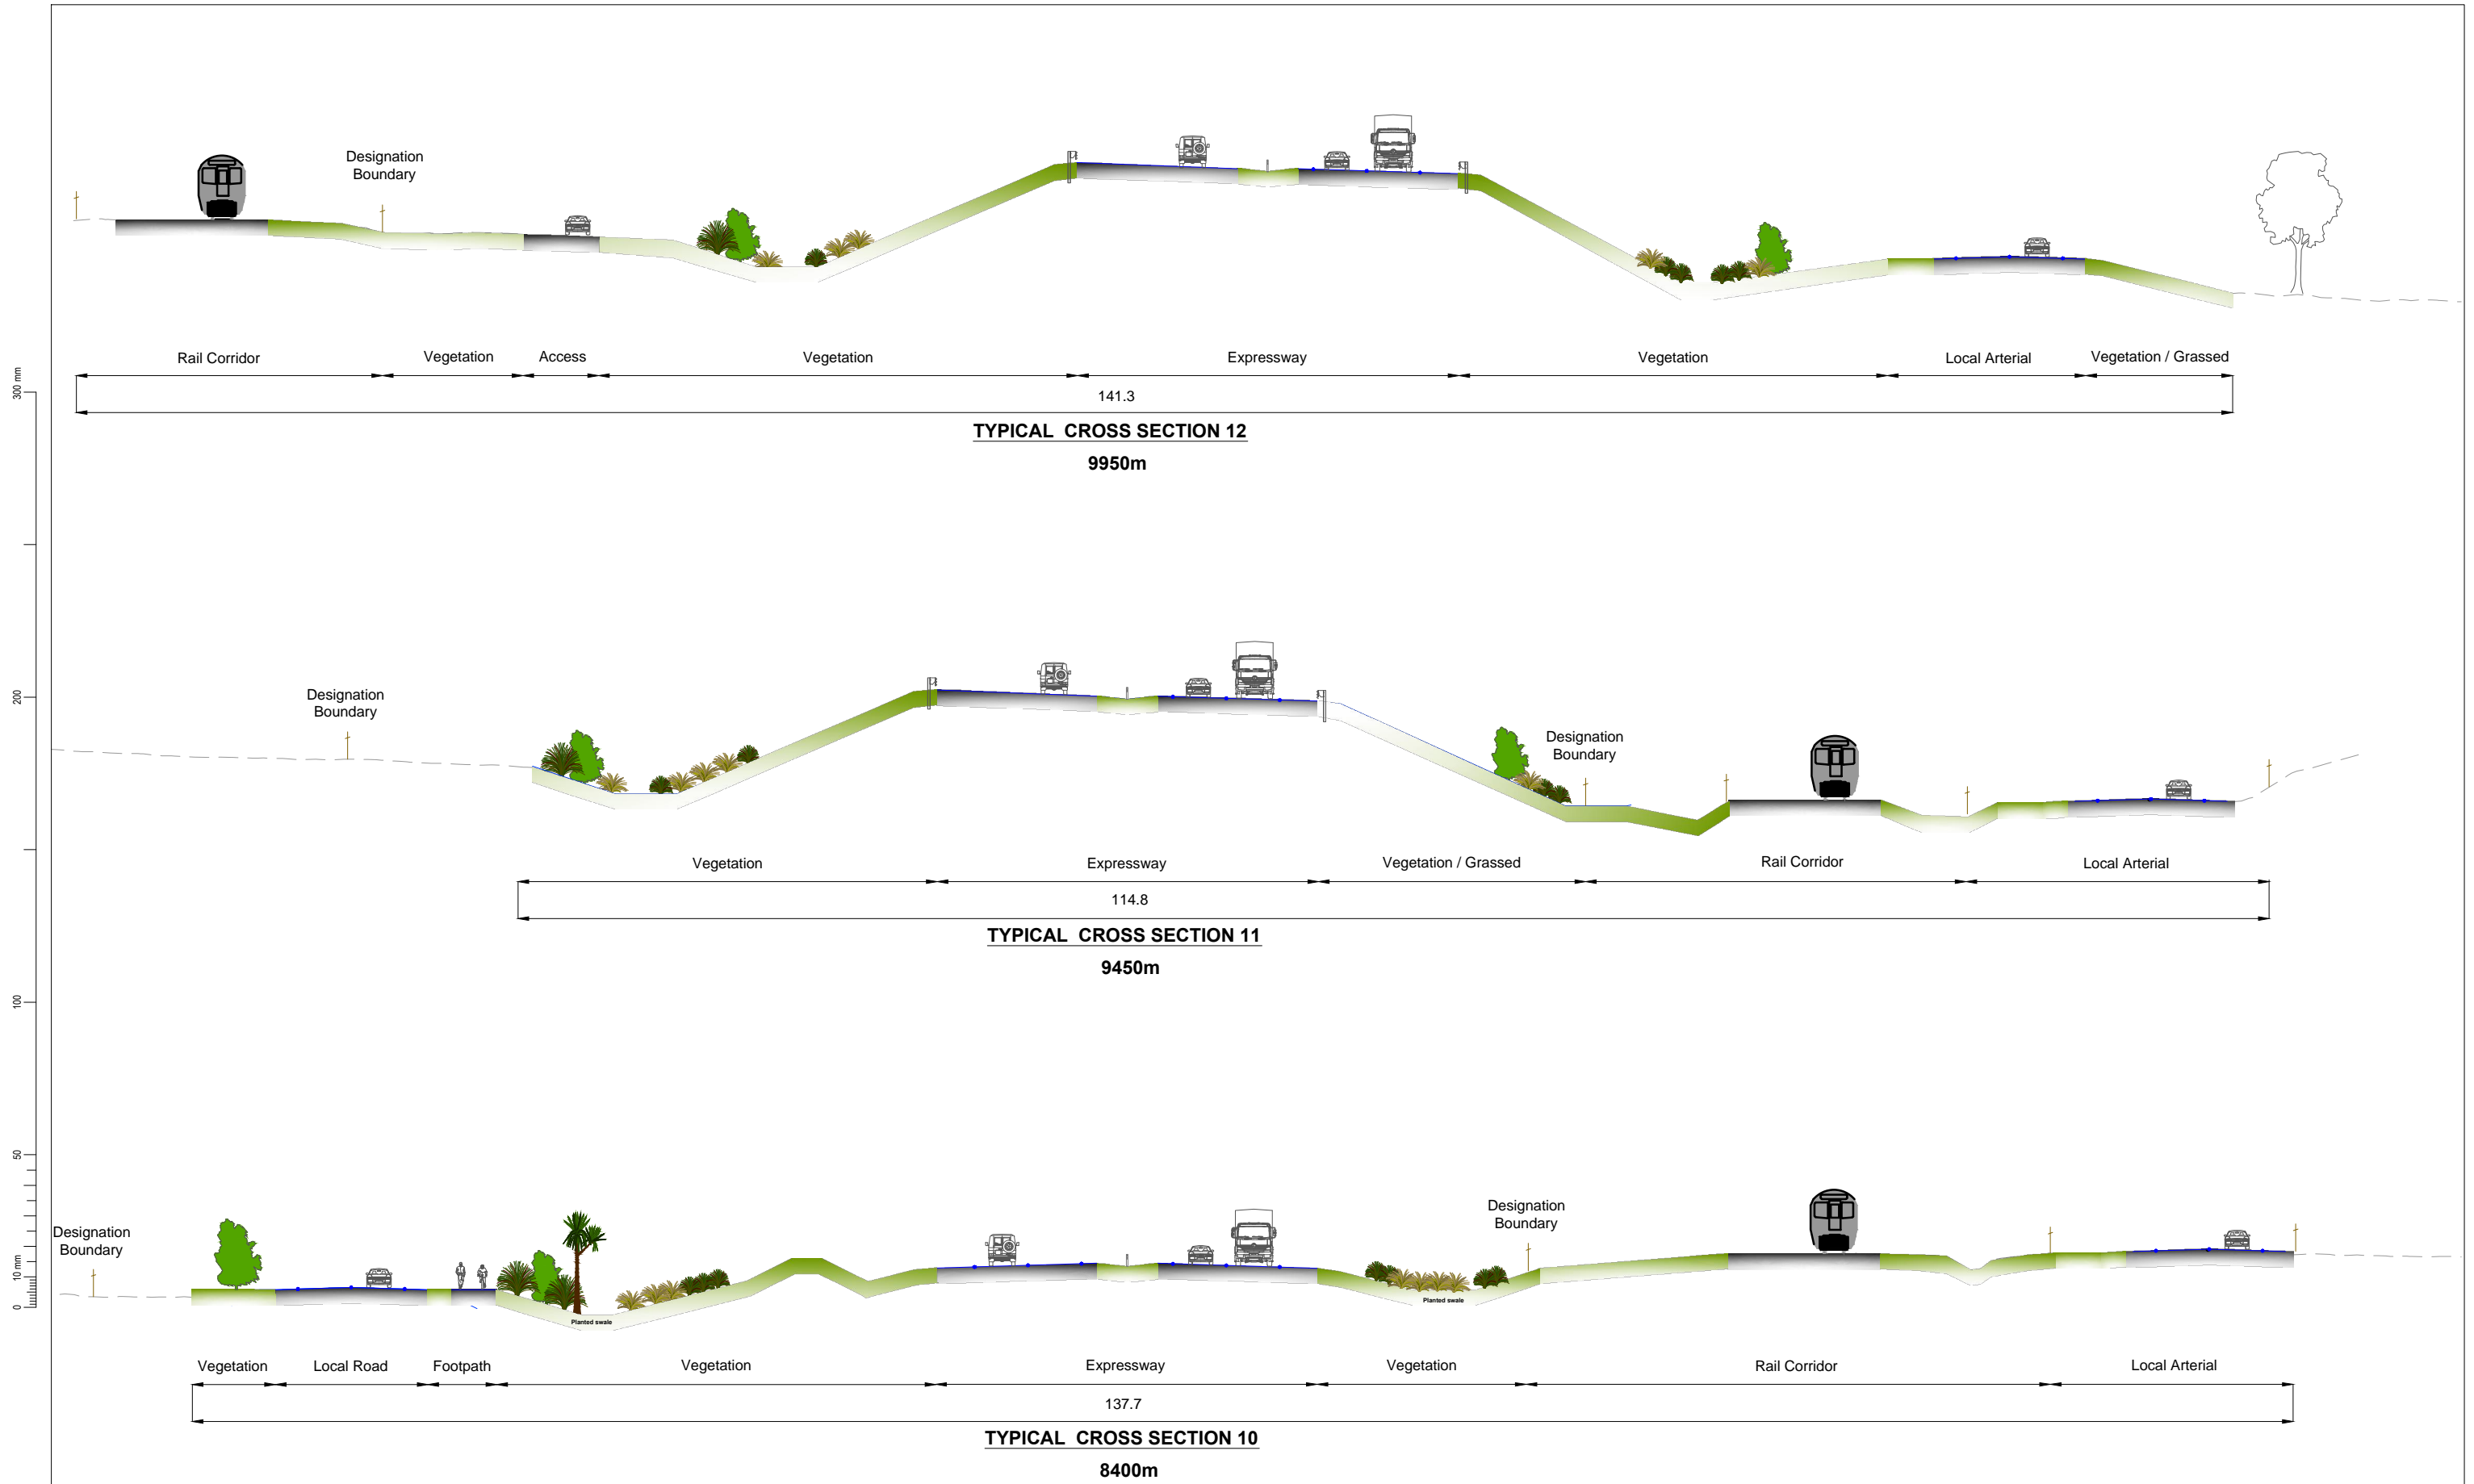 Designation
Boundary
Rail Corridor
Vegetation
Access
Vegetation
Expressway
Vegetation
Local Arterial
Vegetation / Grassed
141.3
TYPICAL CROSS SECTION 12
9950m
Designation
Boundary
Designation
Boundary
Vegetation
Expressway
Vegetation / Grassed
Rail Corridor
Local Arterial
114.8
TYPICAL CROSS SECTION 11
9450m
Designation
Boundary
Designation
Boundary
Planted swale
Planted swale
Vegetation
Local Road
Footpath
Vegetation
Expressway
Vegetation
Rail Corridor
Local Arterial
137.7
TYPICAL CROSS SECTION 10
8400m
300 mm
200
100
50
10 mm
0